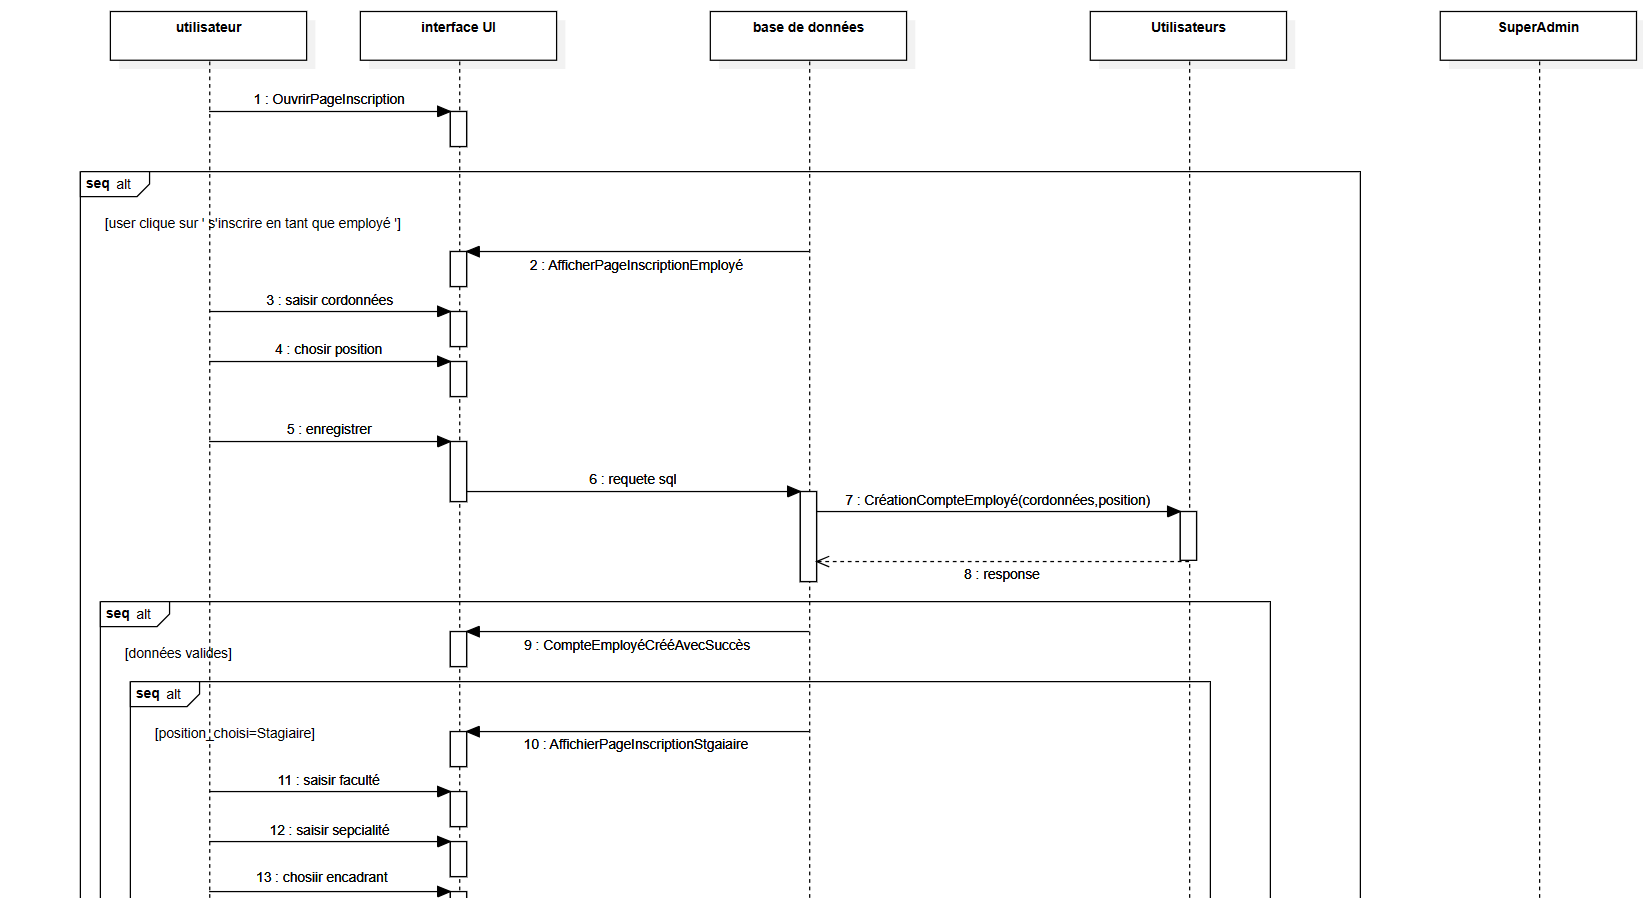 utilisateur
interface UI
base de données
Utilisateurs
SuperAdmin
1 : OuvrirPageInscription
seq alt
[user clique sur ' s'inscrire en tant que employé ']
2 : AfficherPageInscriptionEmployé
3 : saisir cordonnées
4 : chosir position
5 : enregistrer
6 : requete sql
7 : CréationCompteEmployé(cordonnées,position)
8 : response
seq alt
[données valides]
9 : CompteEmployéCrééAvecSuccès
seq alt
[position_choisi=Stagiaire]
10 : AffichierPageInscriptionStgaiaire
11 : saisir faculté
12 : saisir sepcialité
13 : chosiir encadrant